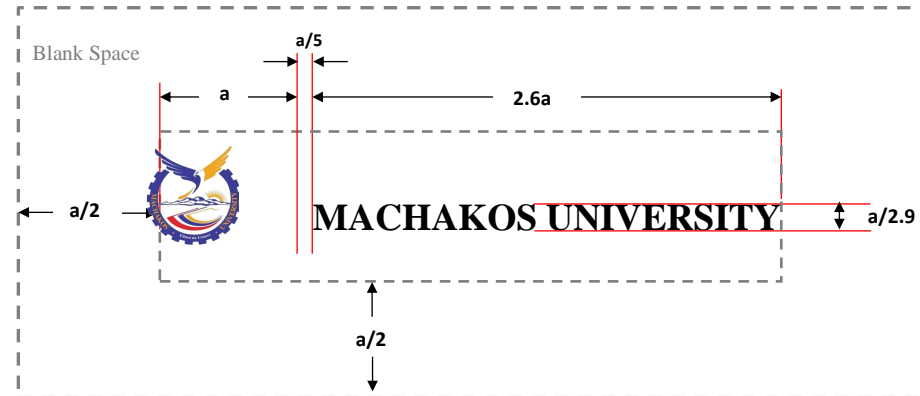 a/5
Blank Space
a
2.6a
a/2
MACHAKOS UNIVERSITY
a/2.9
a/2